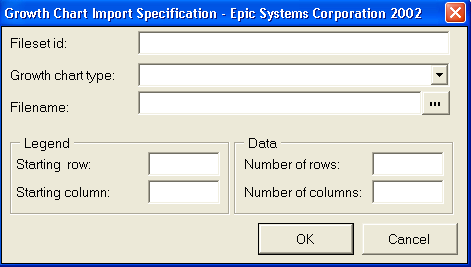 Growth Chart Import Specification - Epic Systems Corporation 2002
Fileset id:
Growth chart type:
Filename:
...
Legend
Data
Starting row:
Number of rows:
Starting column:
Number of columns:
OK
Cancel